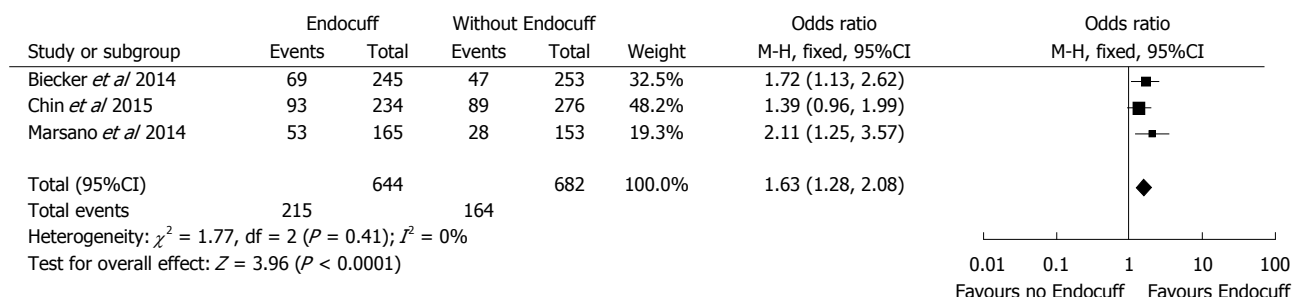 Endocuff Without Endocuff Odds ratio Odds ratio
Study or subgroup Events Total Events Total Weight M-H, fixed, 95%CI M-H, fixed, 95%CI
Biecker et al 2014 69 245 47 253 32.5% 1.72 (1.13, 2.62)
Chin et al 2015 93 234 89 276 48.2% 1.39 (0.96, 1.99)
Marsano et al 2014 53 165 28 153 19.3% 2.11 (1.25, 3.57)
Total (95%CI) 644 682 100.0% 1.63 (1.28, 2.08)
Total events 215 164
Heterogeneity: χ² = 1.77, df = 2 (P = 0.41); I² = 0%
Test for overall effect: Z = 3.96 (P < 0.0001)
0.01 0.1 1 10 100
Favours no Endocuff Favours Endocuff